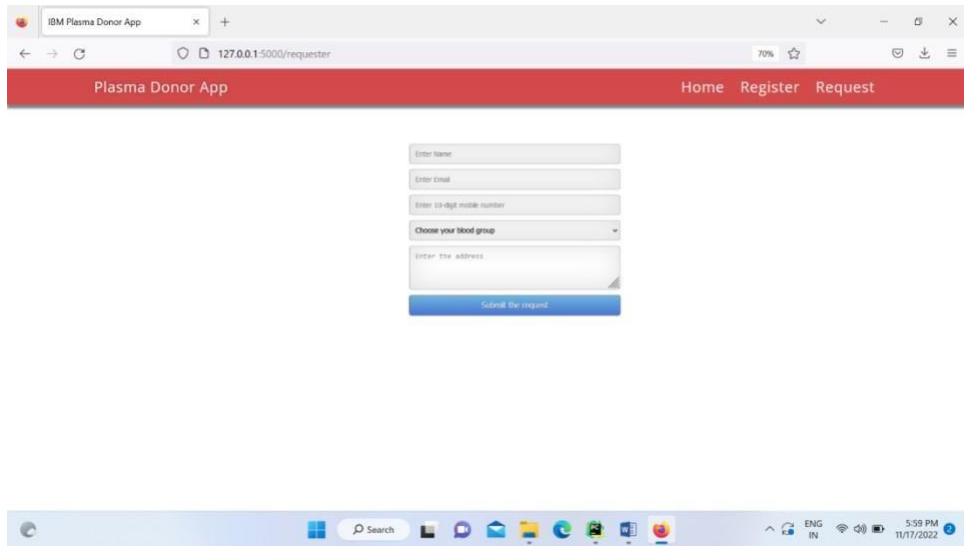 IBM Plasma Donor App
127.0.0.1:5000/requester
70%
Plasma Donor App
Home Register Request
Enter Name
Enter Email
Enter 10-digit mobile number
Choose your blood group
Enter the address
Submit the request
Search
ENG
IN
5:59 PM
11/17/2022
2